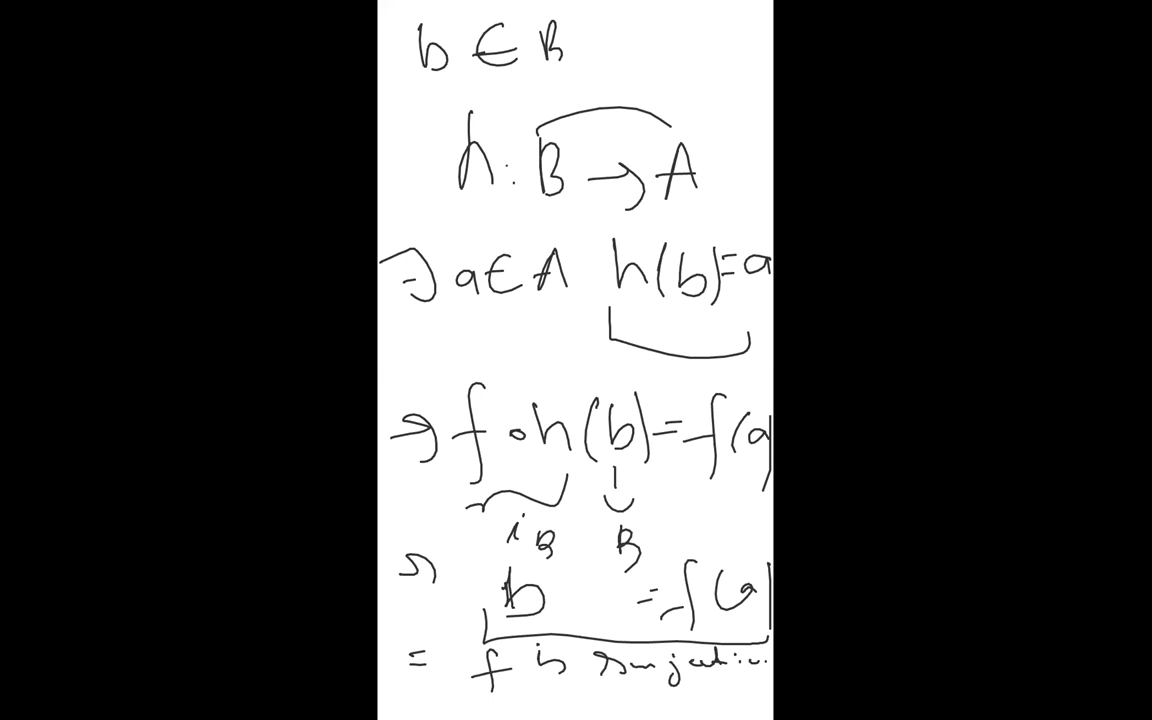 b ∈ B
h : B → A
⇒ a ∈ A h(b) = a
⇒ f ∘ h (b) = f(a)
i_B B
⇒ b = f(a)
= f is surjective.